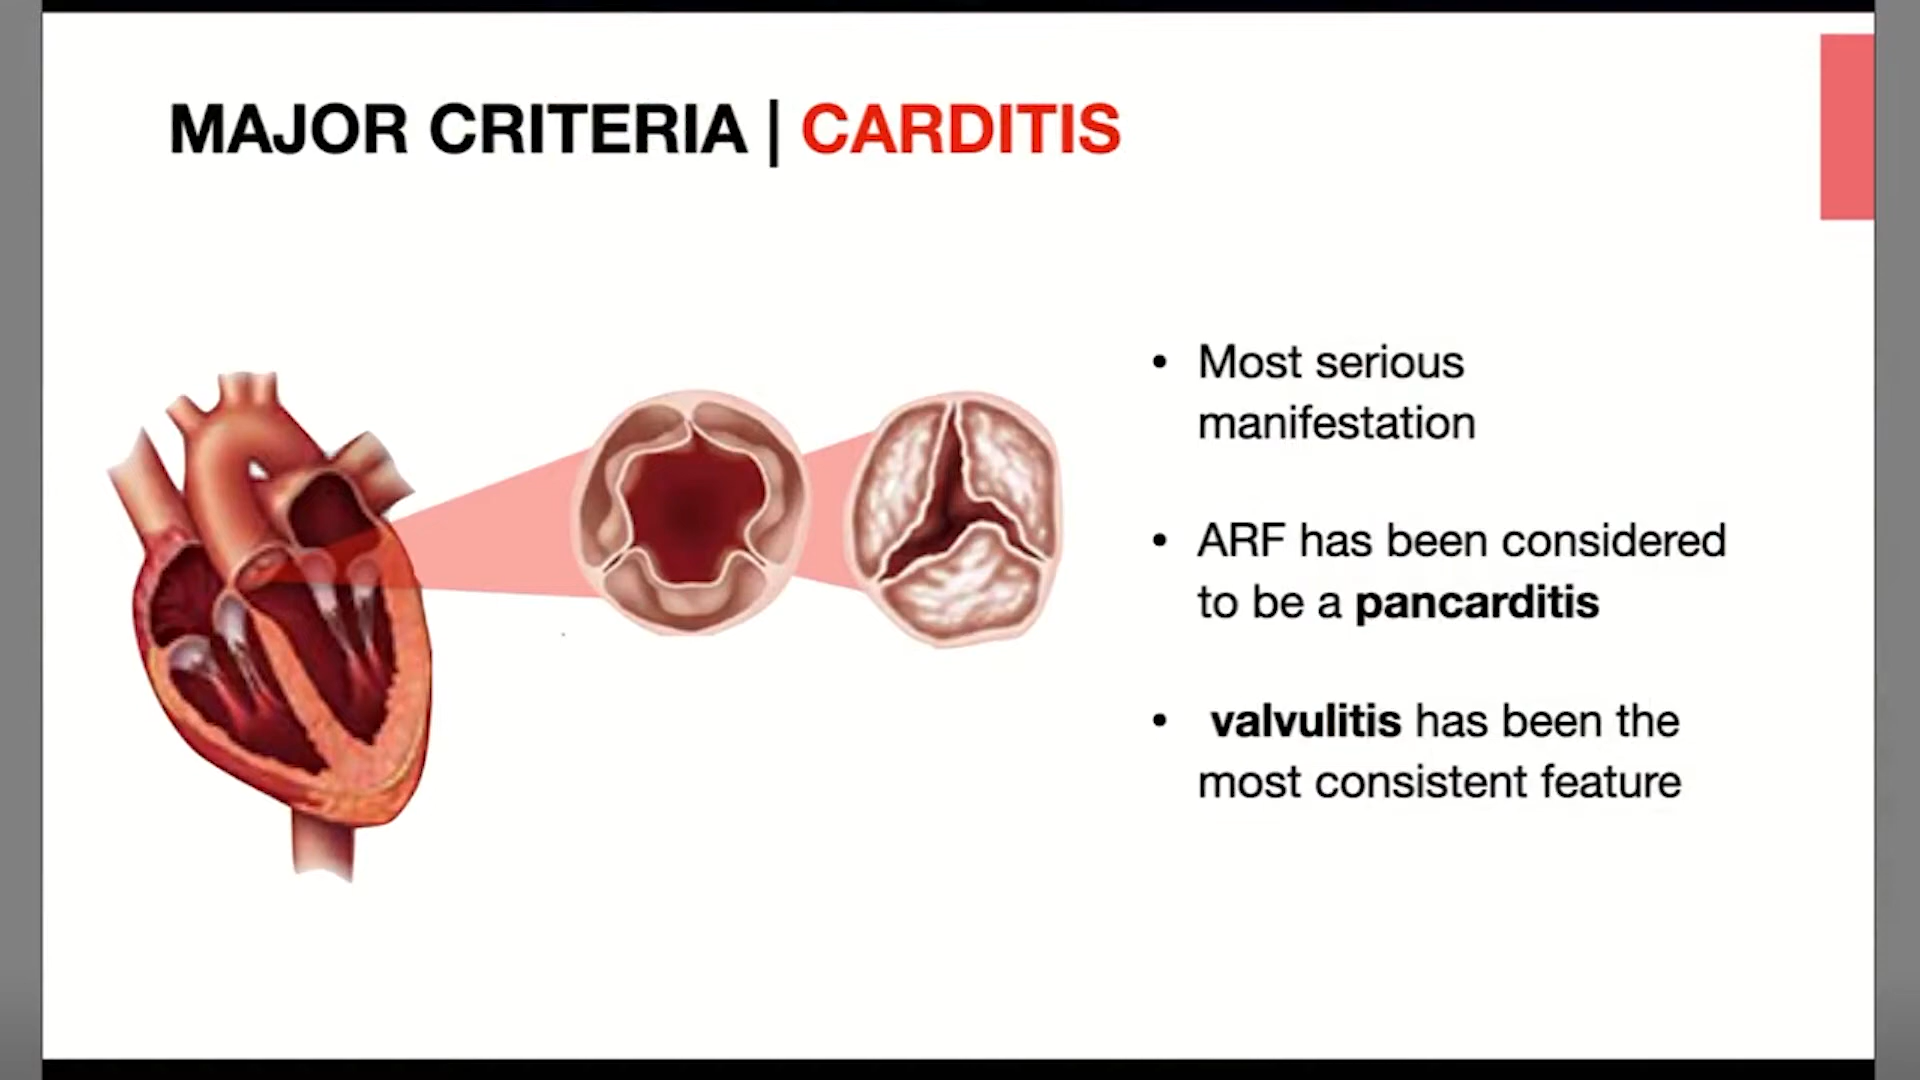 MAJOR CRITERIA | CARDITIS
• Most serious
manifestation
• ARF has been considered
to be a pancarditis
• valvulitis has been the
most consistent feature